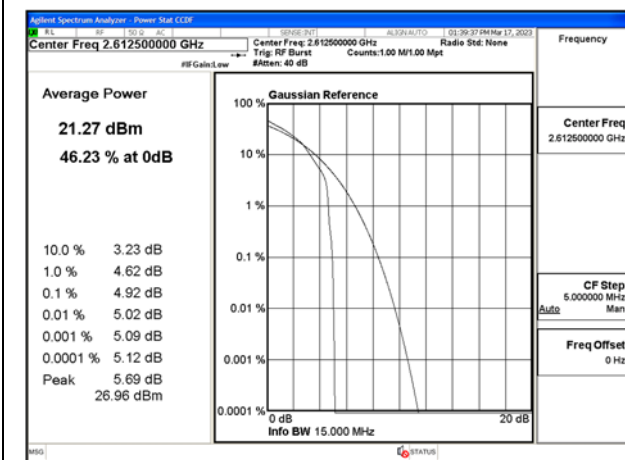 Agilent Spectrum Analyzer - Power Stat CCDF
RL RF 50 Ω AC SENSE:INT ALIGN AUTO 01:39:37 PM Mar 17, 2023
Center Freq 2.612500000 GHz
Center Freq: 2.612500000 GHz Radio Std: None
Trig: RF Burst Counts:1.00 M/1.00 Mpt
#IFGain:Low #Atten: 40 dB
Frequency
Average Power
21.27 dBm
46.23 % at 0dB
10.0 % 3.23 dB
1.0 % 4.62 dB
0.1 % 4.92 dB
0.01 % 5.02 dB
0.001 % 5.09 dB
0.0001 % 5.12 dB
Peak 5.69 dB
26.96 dBm
Gaussian Reference
100 %
10 %
1 %
0.1 %
0.01 %
0.001 %
0.0001 %
0 dB 20 dB
Info BW 15.000 MHz
Center Freq
2.612500000 GHz
CF Step
5.000000 MHz
Auto Man
Freq Offset
0 Hz
MSG STATUS